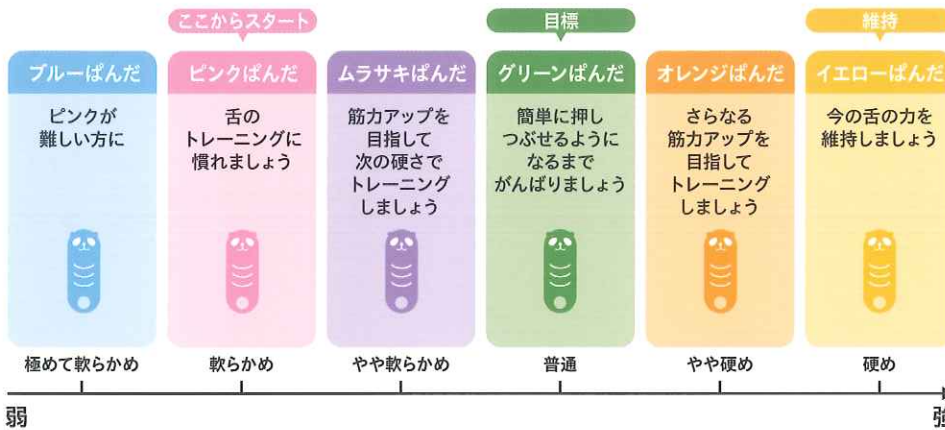 ここからスタート
目標
維持
ブルーぱんだ
ピンクが
難しい方に
ピンクぱんだ
舌の
トレーニングに
慣れましょう
ムラサキぱんだ
筋力アップを
目指して
次の硬さで
トレーニング
しましょう
グリーンぱんだ
簡単に押し
つぶせるように
なるまで
がんばりましょう
オレンジぱんだ
さらなる
筋力アップを
目指して
トレーニング
しましょう
イエローぱんだ
今の舌の力を
維持しましょう
極めて軟らかめ
軟らかめ
やや軟らかめ
普通
やや硬め
硬め
弱
強